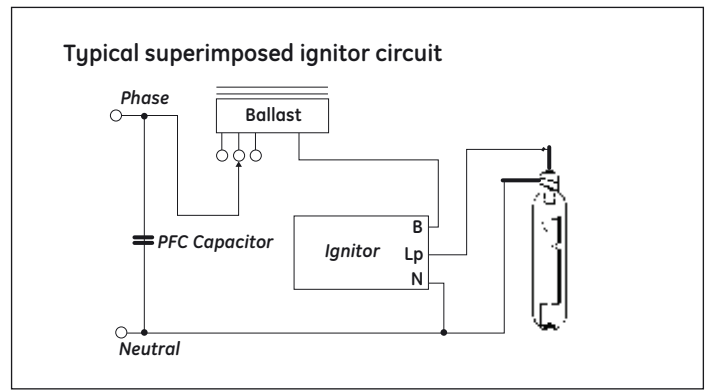 Typical superimposed ignitor circuit
Phase
Ballast
PFC Capacitor
Ignitor
B
Lp
N
Neutral